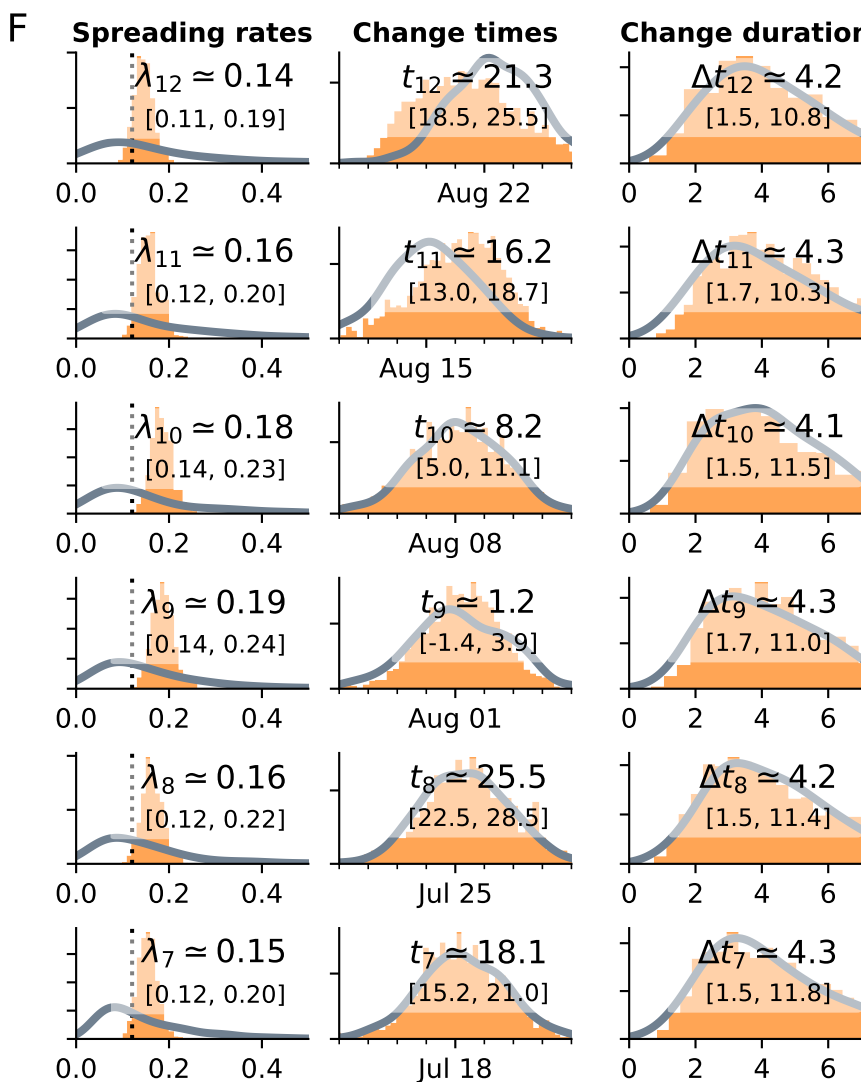 F
Spreading rates Change times Change duration
λ12 ≃ 0.14 t12 ≃ 21.3 Δt12 ≃ 4.2
[0.11, 0.19] [18.5, 25.5] [1.5, 10.8]
0.0 0.2 0.4 Aug 22 0 2 4 6
λ11 ≃ 0.16 t11 ≃ 16.2 Δt11 ≃ 4.3
[0.12, 0.20] [13.0, 18.7] [1.7, 10.3]
0.0 0.2 0.4 Aug 15 0 2 4 6
λ10 ≃ 0.18 t10 ≃ 8.2 Δt10 ≃ 4.1
[0.14, 0.23] [5.0, 11.1] [1.5, 11.5]
0.0 0.2 0.4 Aug 08 0 2 4 6
λ9 ≃ 0.19 t9 ≃ 1.2 Δt9 ≃ 4.3
[0.14, 0.24] [-1.4, 3.9] [1.7, 11.0]
0.0 0.2 0.4 Aug 01 0 2 4 6
λ8 ≃ 0.16 t8 ≃ 25.5 Δt8 ≃ 4.2
[0.12, 0.22] [22.5, 28.5] [1.5, 11.4]
0.0 0.2 0.4 Jul 25 0 2 4 6
λ7 ≃ 0.15 t7 ≃ 18.1 Δt7 ≃ 4.3
[0.12, 0.20] [15.2, 21.0] [1.5, 11.8]
0.0 0.2 0.4 Jul 18 0 2 4 6